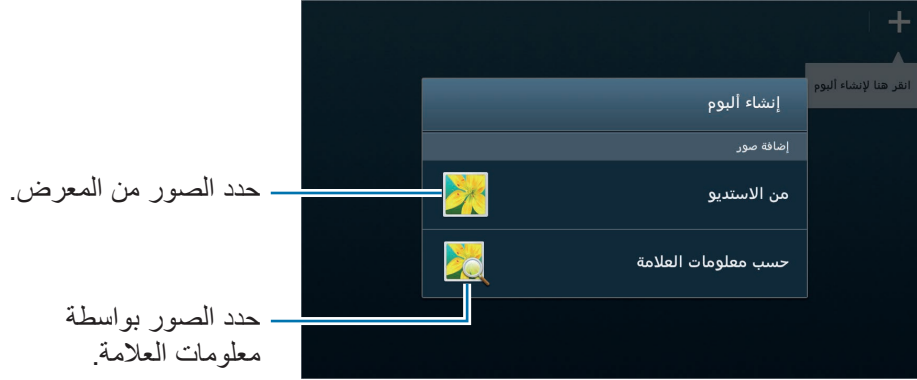 انقر هنا لإنشاء ألبوم
إنشاء ألبوم
إضافة صور
من الاستديو
حسب معلومات العلامة
حدد الصور من المعرض.
حدد الصور بواسطة
معلومات العلامة.